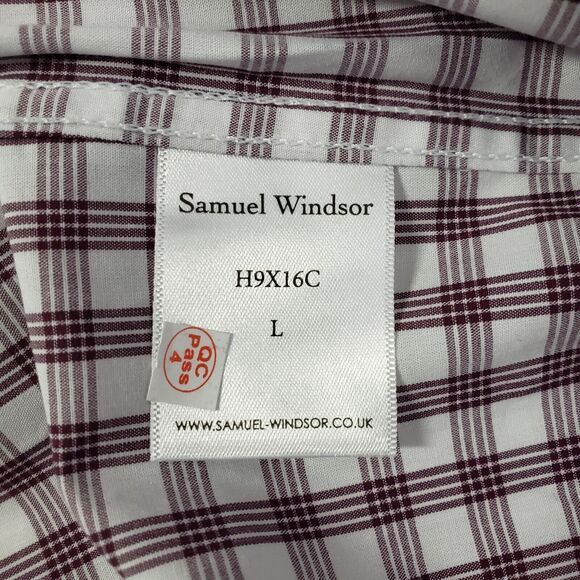 Samuel Windsor
H9X16C
L
QC
Pass
4
WWW.SAMUEL-WINDSOR.CO.UK